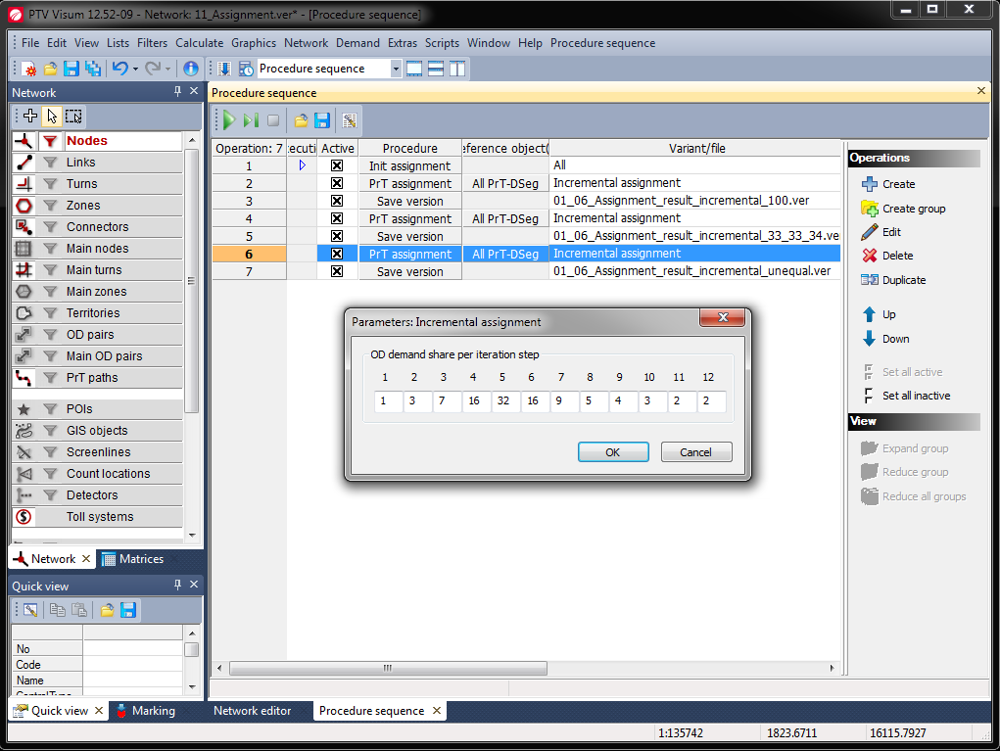 PTV Visum 12.52-09 - Network: 11_Assignment.ver* - [Procedure sequence]
File Edit View Lists Filters Calculate Graphics Network Demand Extras Scripts Window Help Procedure sequence
Procedure sequence
Network
Nodes
Links
Turns
Zones
Connectors
Main nodes
Main turns
Main zones
Territories
OD pairs
Main OD pairs
PrT paths
POIs
GIS objects
Screenlines
Count locations
Detectors
Toll systems
Network Matrices
Quick view
No
Code
Name
Quick view Marking
Procedure sequence
Operation: 7 ecuti Active Procedure eference object( Variant/file
1 Init assignment All
2 PrT assignment All PrT-DSeg Incremental assignment
3 Save version 01_06_Assignment_result_incremental_100.ver
4 PrT assignment All PrT-DSeg Incremental assignment
5 Save version 01_06_Assignment_result_incremental_33_33_34.ve
6 PrT assignment All PrT-DSeg Incremental assignment
7 Save version 01_06_Assignment_result_incremental_unequal.ver
Parameters: Incremental assignment
OD demand share per iteration step
1 2 3 4 5 6 7 8 9 10 11 12
1 3 7 16 32 16 9 5 4 3 2 2
OK Cancel
Operations
Create
Create group
Edit
Delete
Duplicate
Up
Down
Set all active
Set all inactive
View
Expand group
Reduce group
Reduce all groups
Network editor Procedure sequence
1:135742 1823.6711 16115.7927